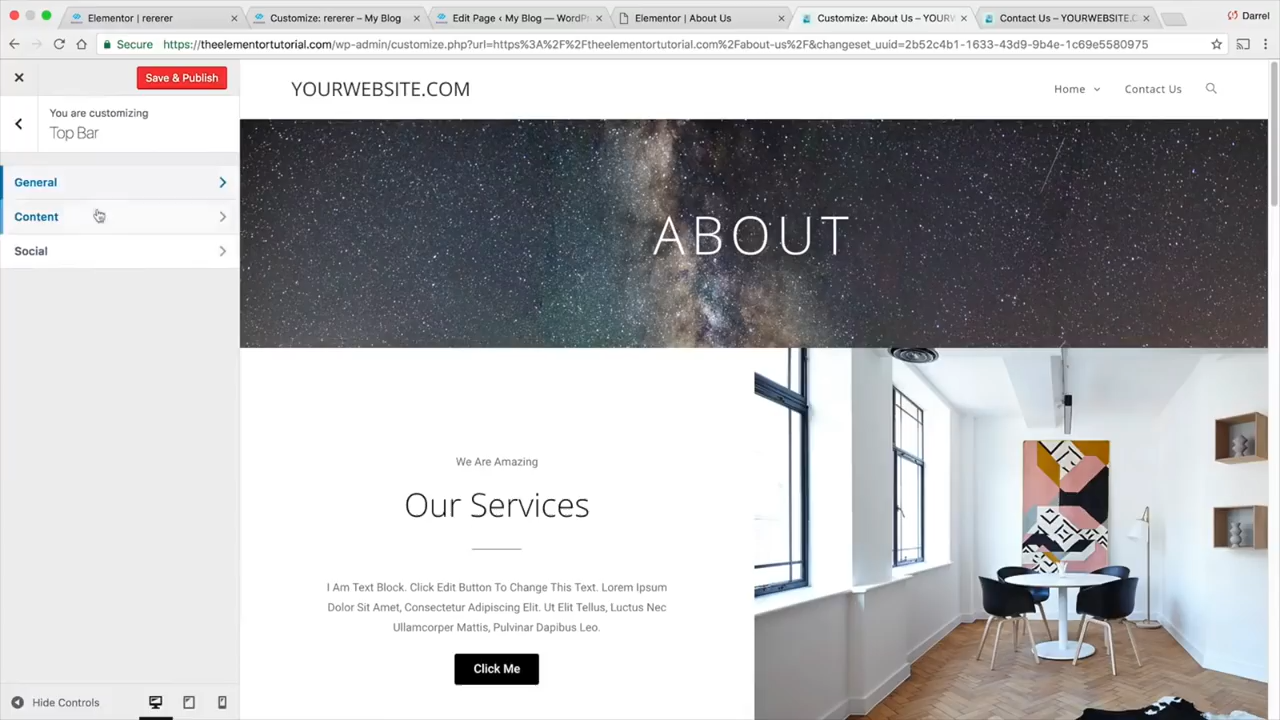 Elementor | rererer
Customize: rererer – My Blog
Edit Page ‹ My Blog — WordPr
Elementor | About Us
Customize: About Us – YOURW
Contact Us – YOURWEBSITE.C
Darrel
Secure
https://theelementortutorial.com/wp-admin/customize.php?url=https%3A%2F%2Ftheelementortutorial.com%2Fabout-us%2F&changeset_uuid=2b52c4b1-1633-43d9-9b4e-1c69e5580975
Save & Publish
You are customizing
Top Bar
General
Content
Social
Hide Controls
YOURWEBSITE.COM
Home
Contact Us
ABOUT
We Are Amazing
Our Services
I Am Text Block. Click Edit Button To Change This Text. Lorem Ipsum
Dolor Sit Amet, Consectetur Adipiscing Elit. Ut Elit Tellus, Luctus Nec
Ullamcorper Mattis, Pulvinar Dapibus Leo.
Click Me